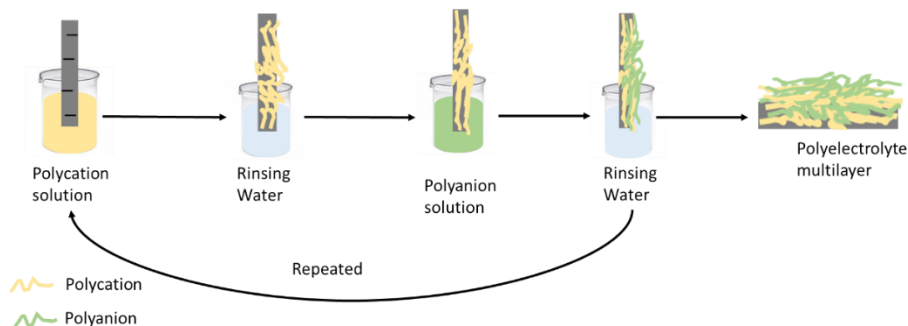 Polycation
solution
Rinsing
Water
Polyanion
solution
Rinsing
Water
Polyelectrolyte
multilayer
Repeated
Polycation
Polyanion